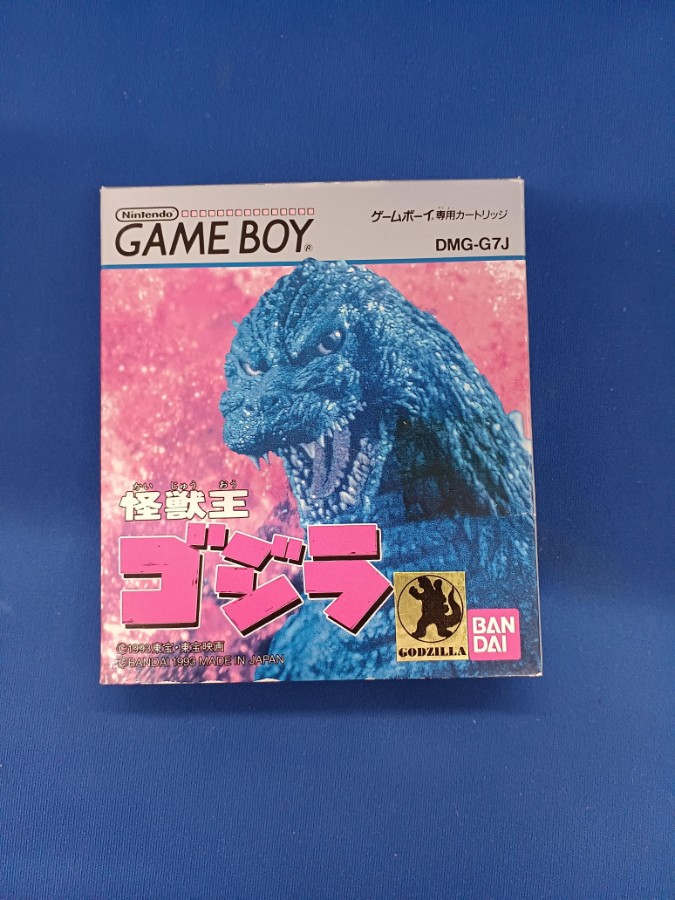 Nintendo
GAME BOY®
ゲームボーイ専用カートリッジ
DMG-G7J
かいじゅうおう
怪獣王
ゴジラ
©1993東宝・東宝映画
©BANDAI 1993 MADE IN JAPAN
GODZILLA
BAN
DAI